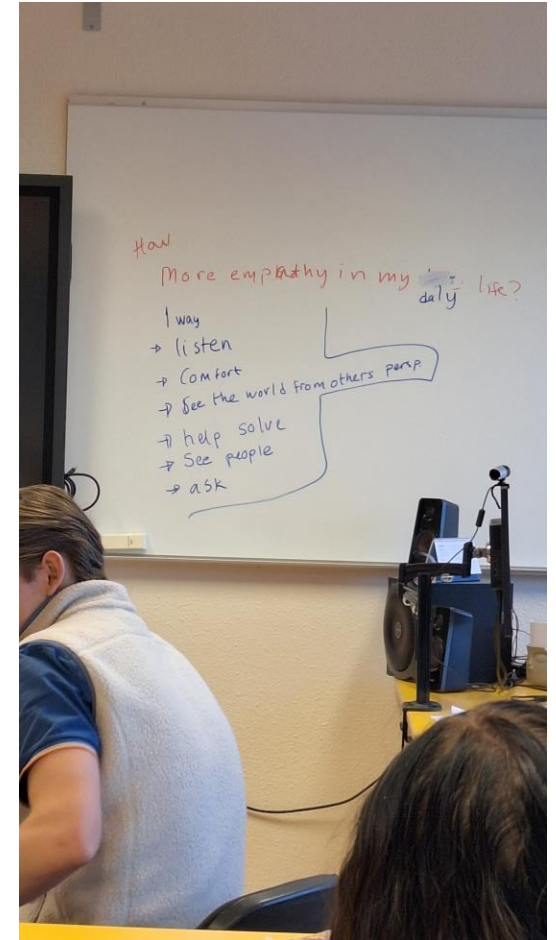 How
More empathy in my daly life?
1 way
→ listen
→ Comfort
→ See the world from others persp.
→ help solve
→ See people
→ ask